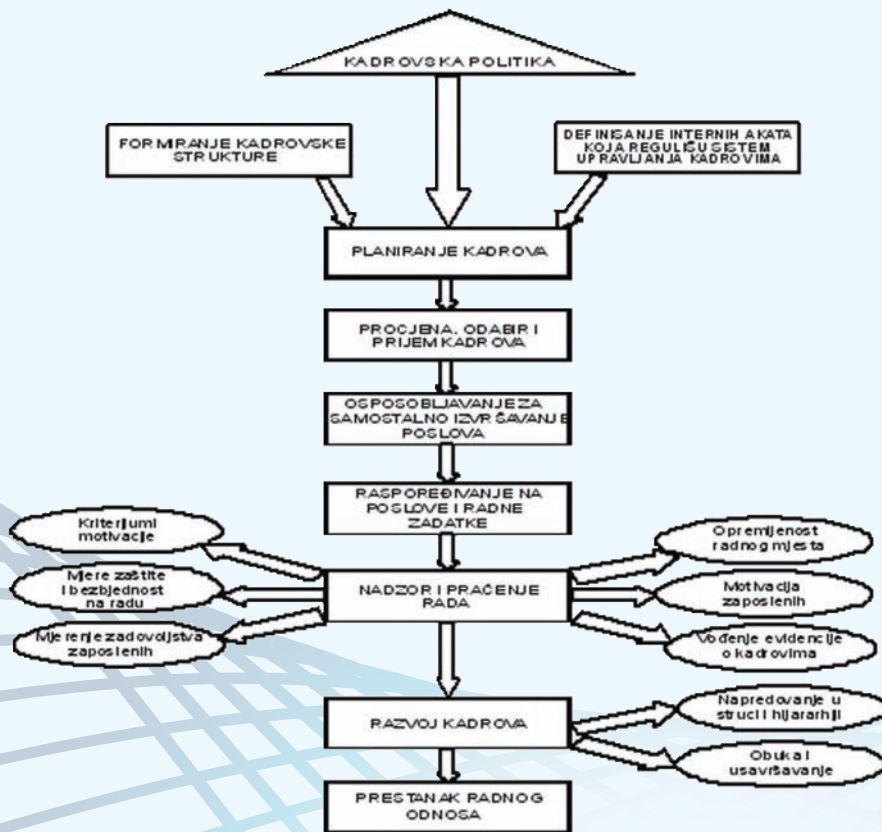 KADROVSKA POLITIKA
FORMIRANJE KADROVSKE
STRUKTURE
DEFINISANJE INTERNIH AKATA
KOJA REGULIŠU SISTEM
UPRAVLJANJA KADROVIMA
PLANIRANJE KADROVA
PROCJENA, ODABIR I
PRIJEM KADROVA
OSPOSOBLJAVANJE ZA
SAMOSTALNO IZVRŠAVANJE
POSLOVA
RASPOREĐIVANJE NA
POSLOVE I RADNE
ZADATKE
Kriterijumi
motivacije
Mjere zaštite
i bezbjednost
na radu
Mjerenje zadovoljstva
zaposlenih
NADZOR I PRAĆENJE
RADA
Opremljenost
radnog mjesta
Motivacija
zaposlenih
Vođenje evidencije
o kadrovima
RAZVOJ KADROVA
Napredovanje u
struci i hijararhiji
Obuka i
usavršavanje
PRESTANAK RADNOG
ODNOSA